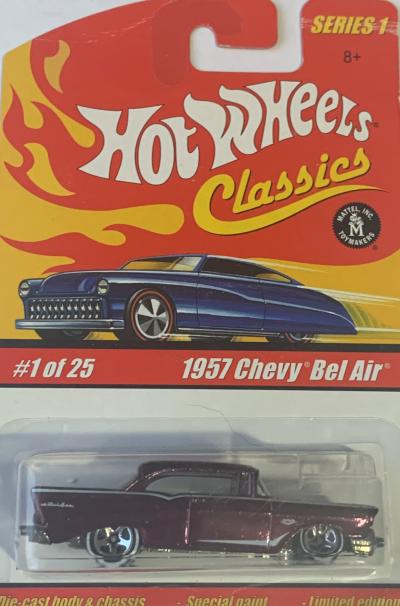 SERIES 1
8+
HOT WHEELS
Classics
MATTEL, INC.
M
TOYMAKERS
#1 of 25
1957 Chevy® Bel Air®
Die-cast body & chassis - Special paint - Limited edition